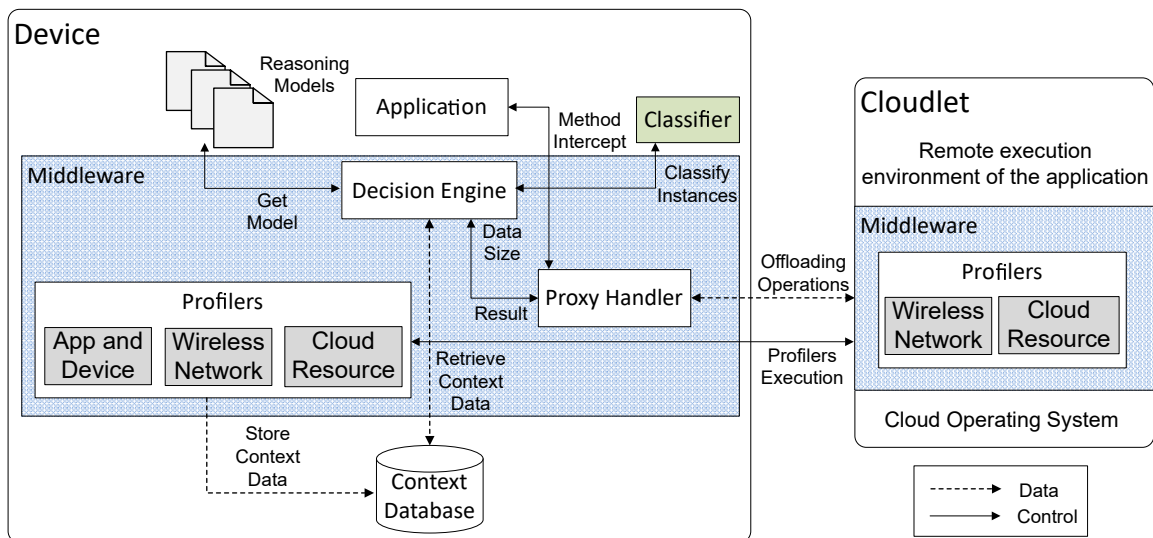 Device
Reasoning
Models
Application
Method
Intercept
Classifier
Middleware
Decision Engine
Classify
Instances
Get
Model
Data
Size
Proxy Handler
Result
Profilers
App and
Device
Wireless
Network
Cloud
Resource
Retrieve
Context
Data
Store
Context
Data
Context
Database
Offloading
Operations
Profilers
Execution
Cloudlet
Remote execution
environment of the application
Middleware
Profilers
Wireless
Network
Cloud
Resource
Cloud Operating System
Data
Control